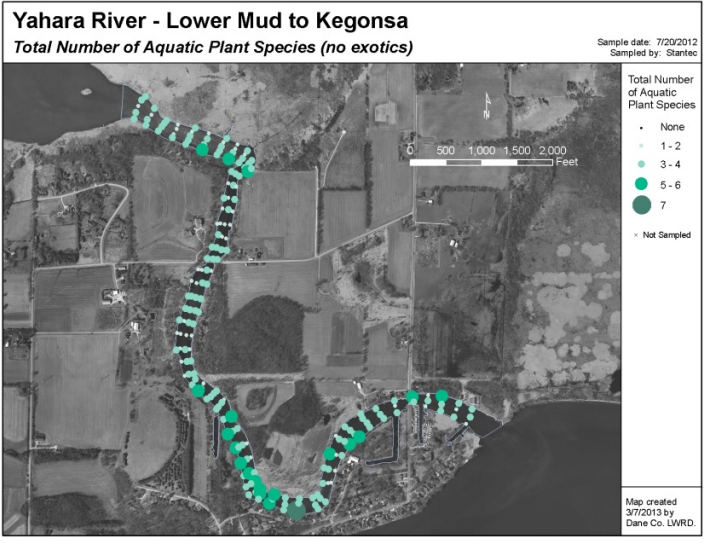 Yahara River - Lower Mud to Kegonsa
Total Number of Aquatic Plant Species (no exotics)
Sample date: 7/20/2012
Sampled by: Stantec
Total Number
of Aquatic
Plant Species
None
1 - 2
3 - 4
5 - 6
7
× Not Sampled
N
0 500 1,000 1,500 2,000
Feet
Map created
3/7/2013 by
Dane Co. LWRD.